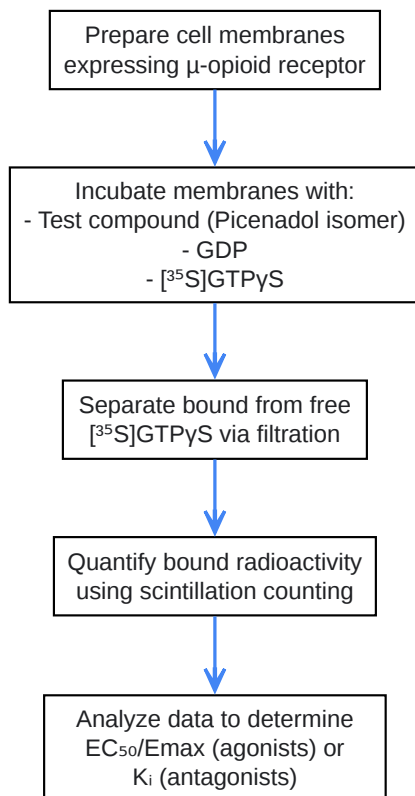 Prepare cell membranes
expressing µ-opioid receptor
Incubate membranes with:
- Test compound (Picenadol isomer)
- GDP
- [³⁵S]GTPγS
Separate bound from free
[³⁵S]GTPγS via filtration
Quantify bound radioactivity
using scintillation counting
Analyze data to determine
EC₅₀/Emax (agonists) or
Kᵢ (antagonists)